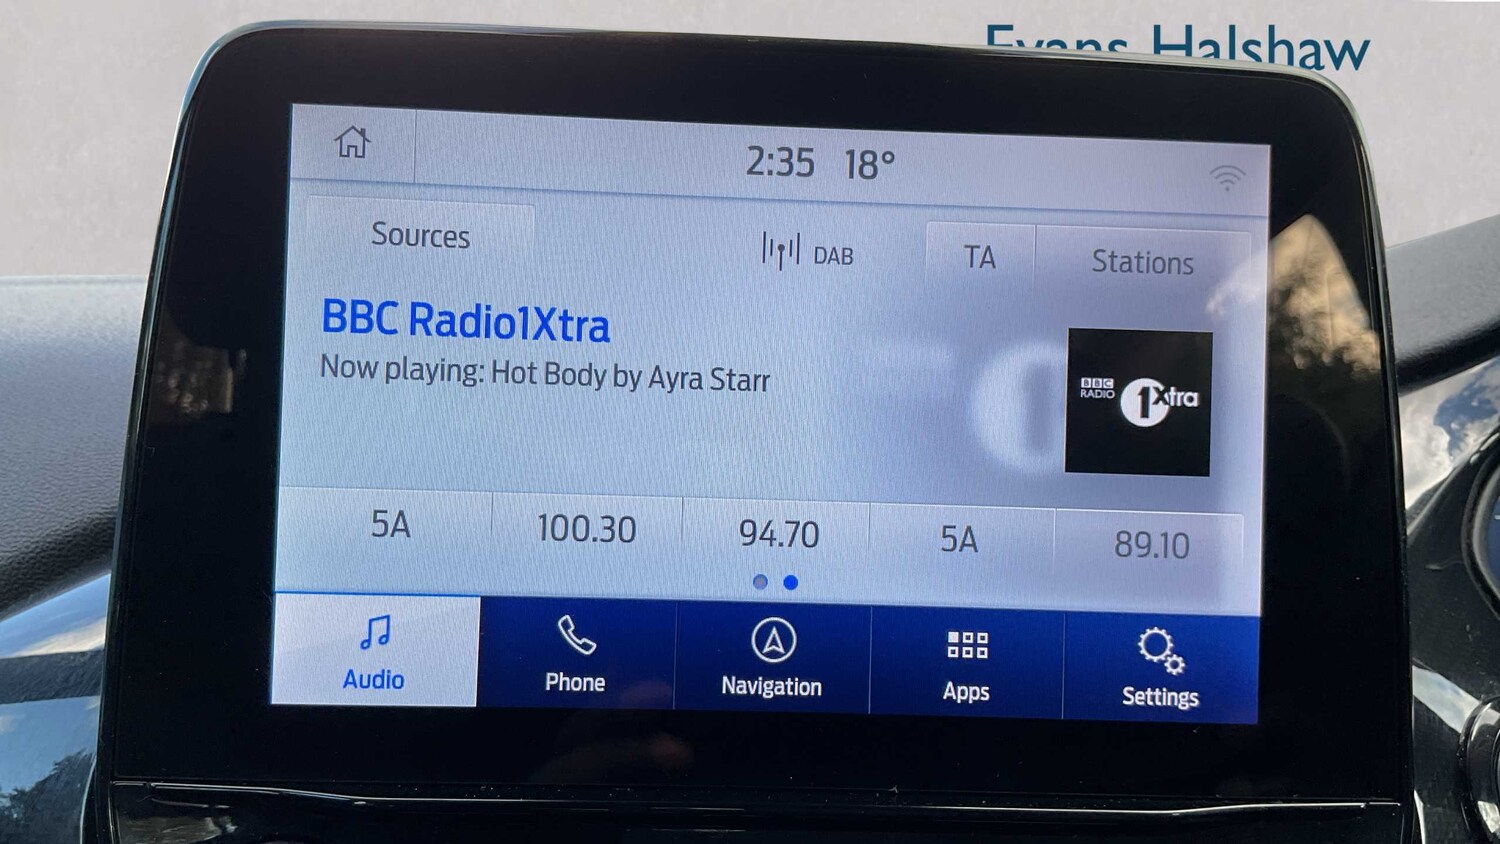 Evans Halshaw
2:35 18°
Sources
DAB
TA
Stations
BBC Radio1Xtra
Now playing: Hot Body by Ayra Starr
BBC
RADIO
1Xtra
5A
100.30
94.70
5A
89.10
Audio
Phone
Navigation
Apps
Settings